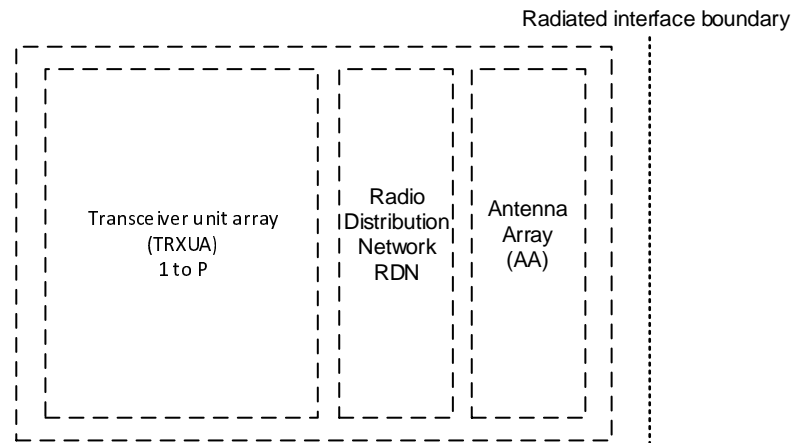 Radiated interface boundary
Transceiver unit array
(TRXUA)
1 to P
Radio
Distribution
Network
RDN
Antenna
Array
(AA)